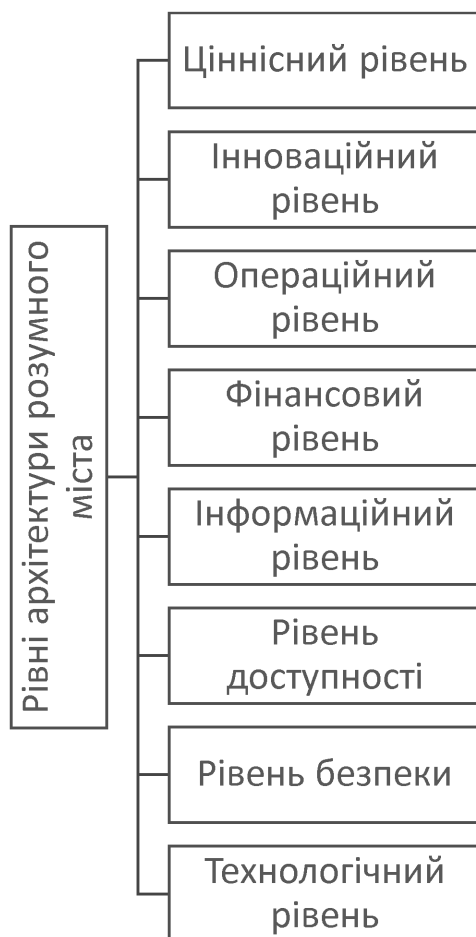 Рівні архітектури розумного
міста
Ціннісний рівень
Інноваційний
рівень
Операційний
рівень
Фінансовий
рівень
Інформаційний
рівень
Рівень
доступності
Рівень безпеки
Технологічний
рівень